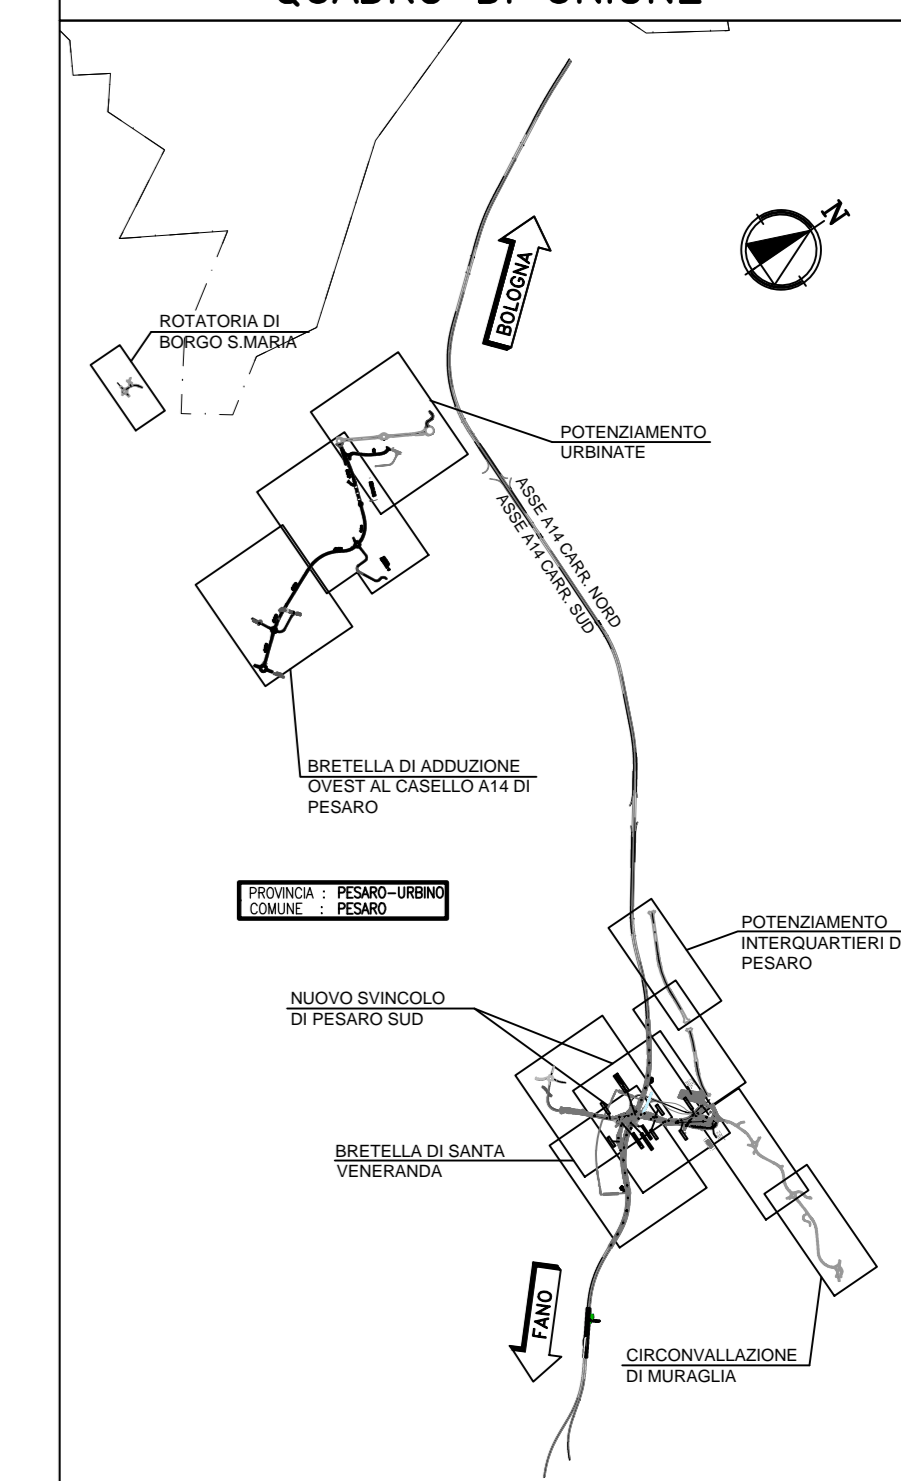 QUADRO DI UNIONE
N
BOLOGNA
ROTATORIA DI
BORGO S.MARIA
POTENZIAMENTO
URBINATE
ASSE A14 CARR. NORD
ASSE A14 CARR. SUD
BRETELLA DI ADDUZIONE
OVEST AL CASELLO A14 DI
PESARO
PROVINCIA : PESARO-URBINO
COMUNE : PESARO
POTENZIAMENTO
INTERQUARTIERI D
PESARO
NUOVO SVINCOLO
DI PESARO SUD
BRETELLA DI SANTA
VENERANDA
FANO
CIRCONVALLAZIONE
DI MURAGLIA